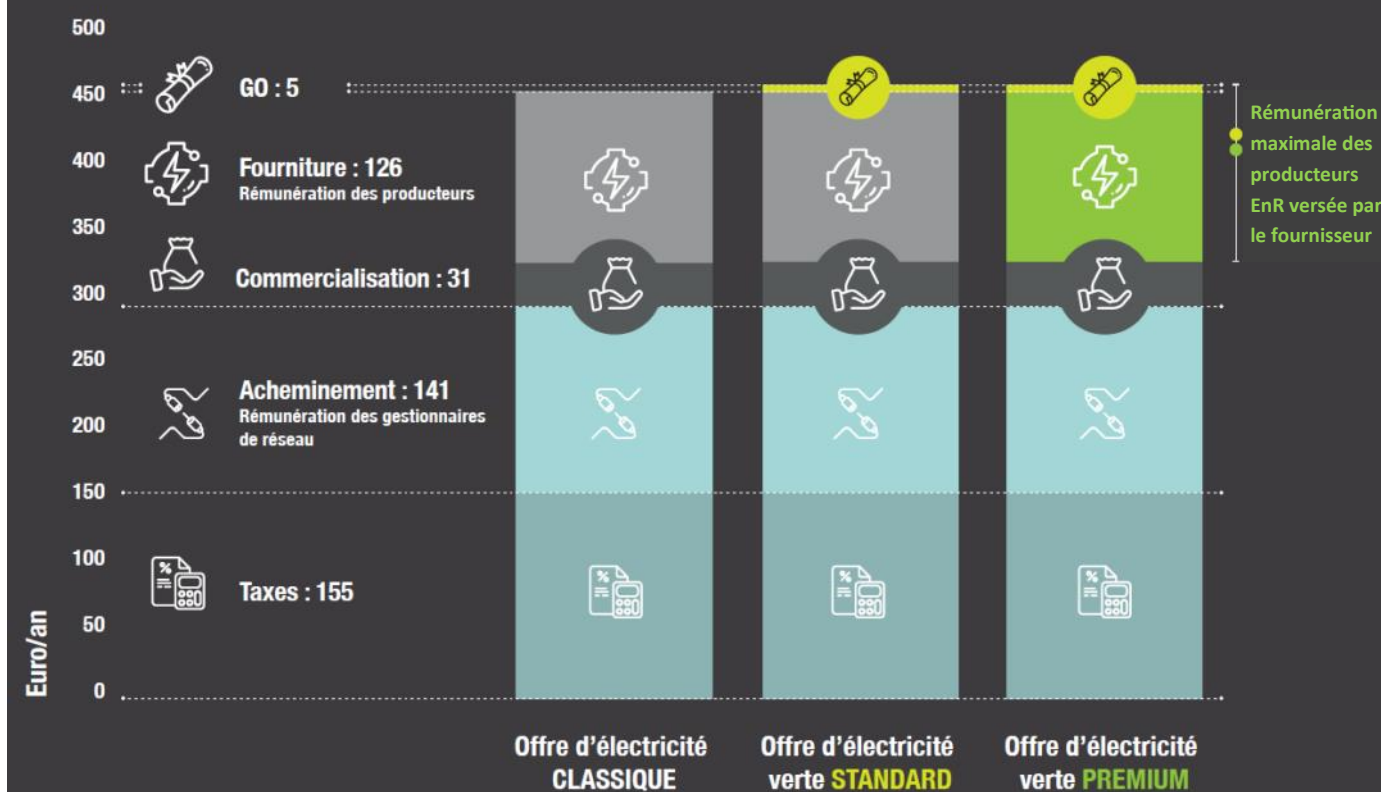 500
450
400
350
300
250
200
150
100
50
0
Euro/an
GO : 5
Fourniture : 126
Rémunération des producteurs
Commercialisation : 31
Acheminement : 141
Rémunération des gestionnaires
de réseau
Taxes : 155
Rémunération
maximale des
producteurs
EnR versée par
le fournisseur
Offre d'électricité
CLASSIQUE
Offre d'électricité
verte STANDARD
Offre d'électricité
verte PREMIUM